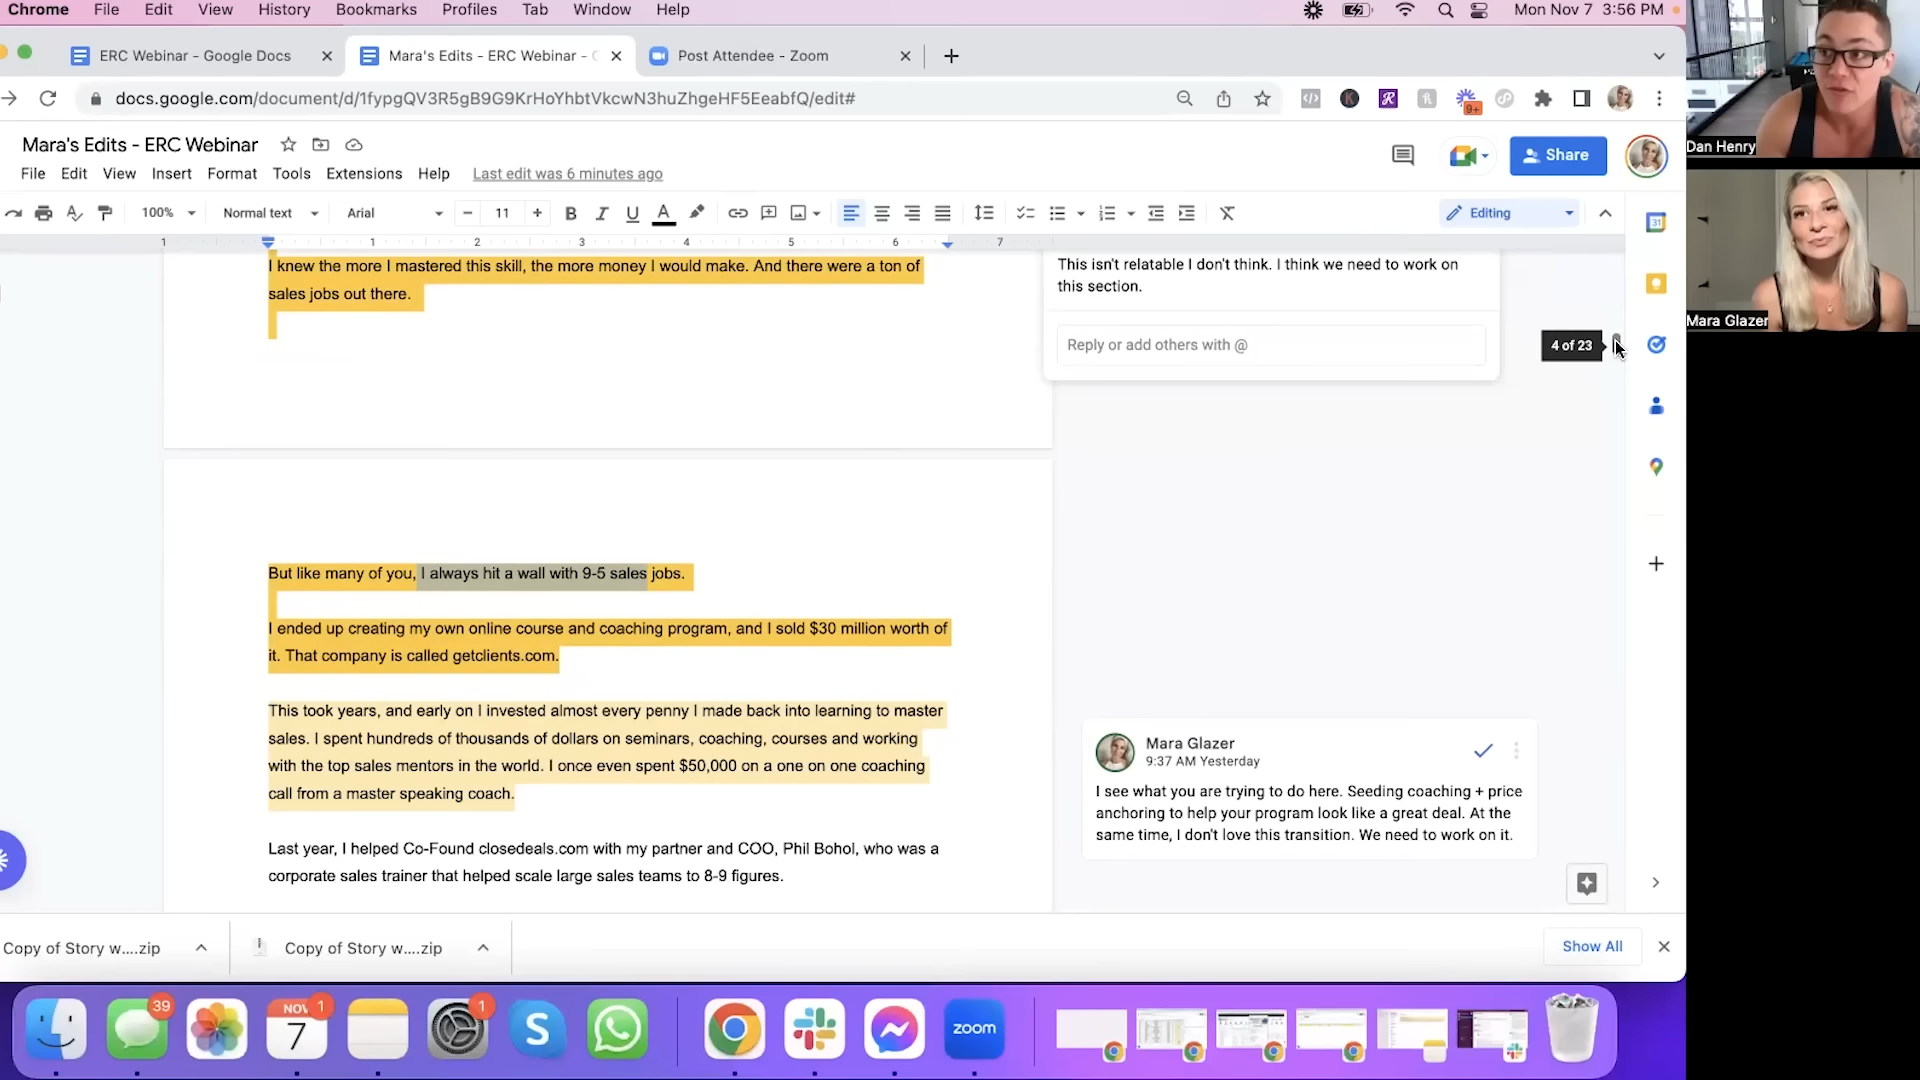 Chrome File Edit View History Bookmarks Profiles Tab Window Help Mon Nov 7 3:56 PM
ERC Webinar - Google Docs Mara's Edits - ERC Webinar - Post Attendee - Zoom
docs.google.com/document/d/1fypgQV3R5gB9G9KrHoYhbtVkcwN3huZhgeHF5EeabfQ/edit#
9+
Dan Henry
Mara's Edits - ERC Webinar
Share
File Edit View Insert Format Tools Extensions Help Last edit was 6 minutes ago
100% Normal text Arial 11 Editing
1 1 2 3 4 5 6 7
31
I knew the more I mastered this skill, the more money I would make. And there were a ton of
sales jobs out there.
This isn't relatable I don't think. I think we need to work on
this section.
Reply or add others with @
4 of 23
Mara Glazer
But like many of you, I always hit a wall with 9-5 sales jobs.
I ended up creating my own online course and coaching program, and I sold $30 million worth of
it. That company is called getclients.com.
This took years, and early on I invested almost every penny I made back into learning to master
sales. I spent hundreds of thousands of dollars on seminars, coaching, courses and working
with the top sales mentors in the world. I once even spent $50,000 on a one on one coaching
call from a master speaking coach.
Mara Glazer
9:37 AM Yesterday
I see what you are trying to do here. Seeding coaching + price
anchoring to help your program look like a great deal. At the
same time, I don't love this transition. We need to work on it.
Last year, I helped Co-Found closedeals.com with my partner and COO, Phil Bohol, who was a
corporate sales trainer that helped scale large sales teams to 8-9 figures.
Copy of Story w....zip Copy of Story w....zip Show All
39 NOV 7 1 1 zoom